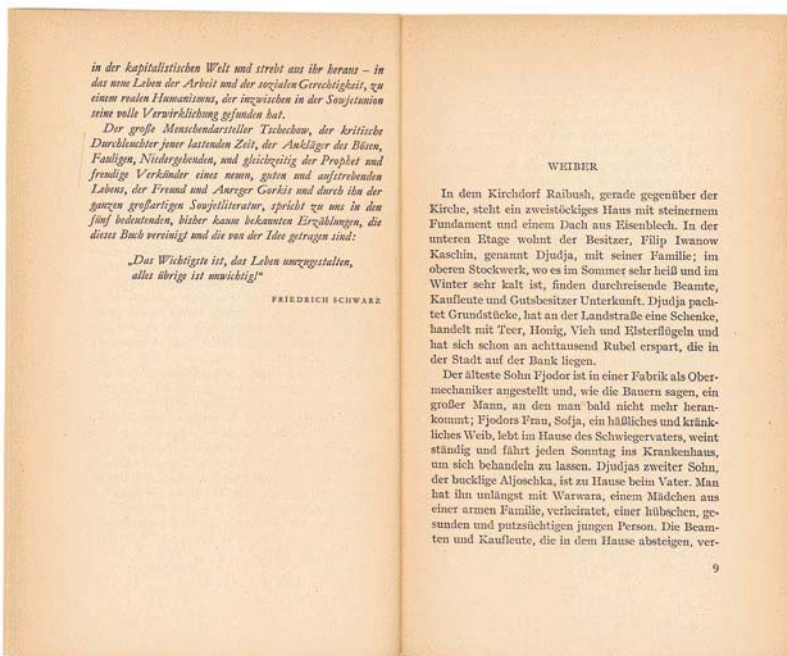 in der kapitalistischen Welt und strebt aus ihr heraus – in
das neue Leben der Arbeit und der sozialen Gerechtigkeit, zu
einem realen Humanismus, der inzwischen in der Sowjetunion
seine volle Verwirklichung gefunden hat.
Der große Menschendarsteller Tschechow, der kritische
Durchleuchter jener lastenden Zeit, der Ankläger des Bösen,
Fauligen, Niedergehenden, und gleichzeitig der Prophet und
freudige Verkünder eines neuen, guten und aufstrebenden
Lebens, der Freund und Anreger Gorkis und durch ihn der
ganzen großartigen Sowjetliteratur, spricht zu uns in den
fünf bedeutenden, bisher kaum bekannten Erzählungen, die
dieses Buch vereinigt und die von der Idee getragen sind:
„Das Wichtigste ist, das Leben umzugestalten,
alles übrige ist unwichtig!“
FRIEDRICH SCHWARZ
WEIBER
In dem Kirchdorf Raibush, gerade gegenüber der
Kirche, steht ein zweistöckiges Haus mit steinernem
Fundament und einem Dach aus Eisenblech. In der
unteren Etage wohnt der Besitzer, Filip Iwanow
Kaschin, genannt Djudja, mit seiner Familie; im
oberen Stockwerk, wo es im Sommer sehr heiß und im
Winter sehr kalt ist, finden durchreisende Beamte,
Kaufleute und Gutsbesitzer Unterkunft. Djudja pach-
tet Grundstücke, hat an der Landstraße eine Schenke,
handelt mit Teer, Honig, Vieh und Elsterflügeln und
hat sich schon an achttausend Rubel erspart, die in
der Stadt auf der Bank liegen.
Der älteste Sohn Fjodor ist in einer Fabrik als Ober-
mechaniker angestellt und, wie die Bauern sagen, ein
großer Mann, an den man bald nicht mehr heran-
kommt; Fjodors Frau, Sofja, ein häßliches und kränk-
liches Weib, lebt im Hause des Schwiegervaters, weint
ständig und fährt jeden Sonntag ins Krankenhaus,
um sich behandeln zu lassen. Djudjas zweiter Sohn,
der bucklige Aljoschka, ist zu Hause beim Vater. Man
hat ihn unlängst mit Warwara, einem Mädchen aus
einer armen Familie, verheiratet, einer hübschen, ge-
sunden und putzsüchtigen jungen Person. Die Beam-
ten und Kaufleute, die in dem Hause absteigen, ver-
9